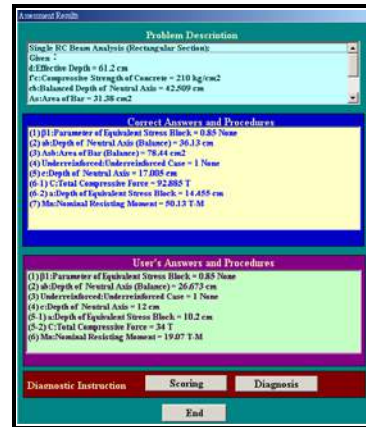 Assessment Results
Problem Description
Single RC Beam Analysis (Rectangular Section):
Given :
d:Effective Depth = 61.2 cm
f'c:Compressive Strength of Concrete = 210 kg/cm2
cb:Balanced Depth of Neutral Axis = 42.509 cm
As:Area of Bar = 31.38 cm2
Correct Answers and Procedures
(1) β1:Parameter of Equivalent Stress Block = 0.85 None
(2) ab:Depth of Neutral Axis (Balance) = 36.13 cm
(3) Asb:Area of Bar (Balance) = 78.44 cm2
(4) Underreinforced:Underreinforced Case = 1 None
(5) c:Depth of Neutral Axis = 17.005 cm
(6-1) C:Total Compressive Force = 92.885 T
(6-2) a:Depth of Equivalent Stress Block = 14.455 cm
(7) Mn:Nominal Resisting Moment = 50.13 T-M
User's Answers and Procedures
(1) β1:Parameter of Equivalent Stress Block = 0.85 None
(2) ab:Depth of Neutral Axis (Balance) = 26.673 cm
(3) Underreinforced:Underreinforced Case = 1 None
(4) c:Depth of Neutral Axis = 12 cm
(5-1) a:Depth of Equivalent Stress Block = 10.2 cm
(5-2) C:Total Compressive Force = 34 T
(6) Mn:Nominal Resisting Moment = 19.07 T-M
Diagnostic Instruction
Scoring
Diagnosis
End